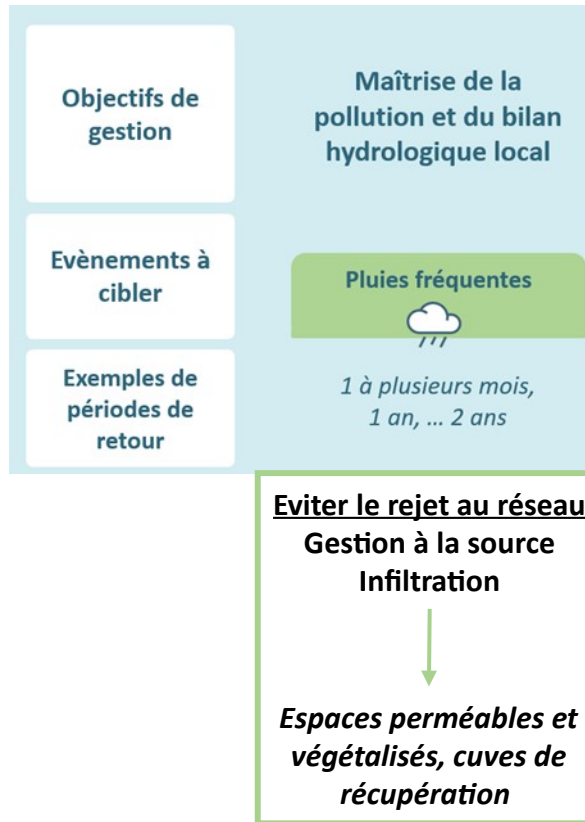 Objectifs de
gestion
Maîtrise de la
pollution et du bilan
hydrologique local
Evènements à
cibler
Pluies fréquentes
Exemples de
périodes de
retour
1 à plusieurs mois,
1 an, ... 2 ans
Eviter le rejet au réseau
Gestion à la source
Infiltration
Espaces perméables et
végétalisés, cuves de
récupération